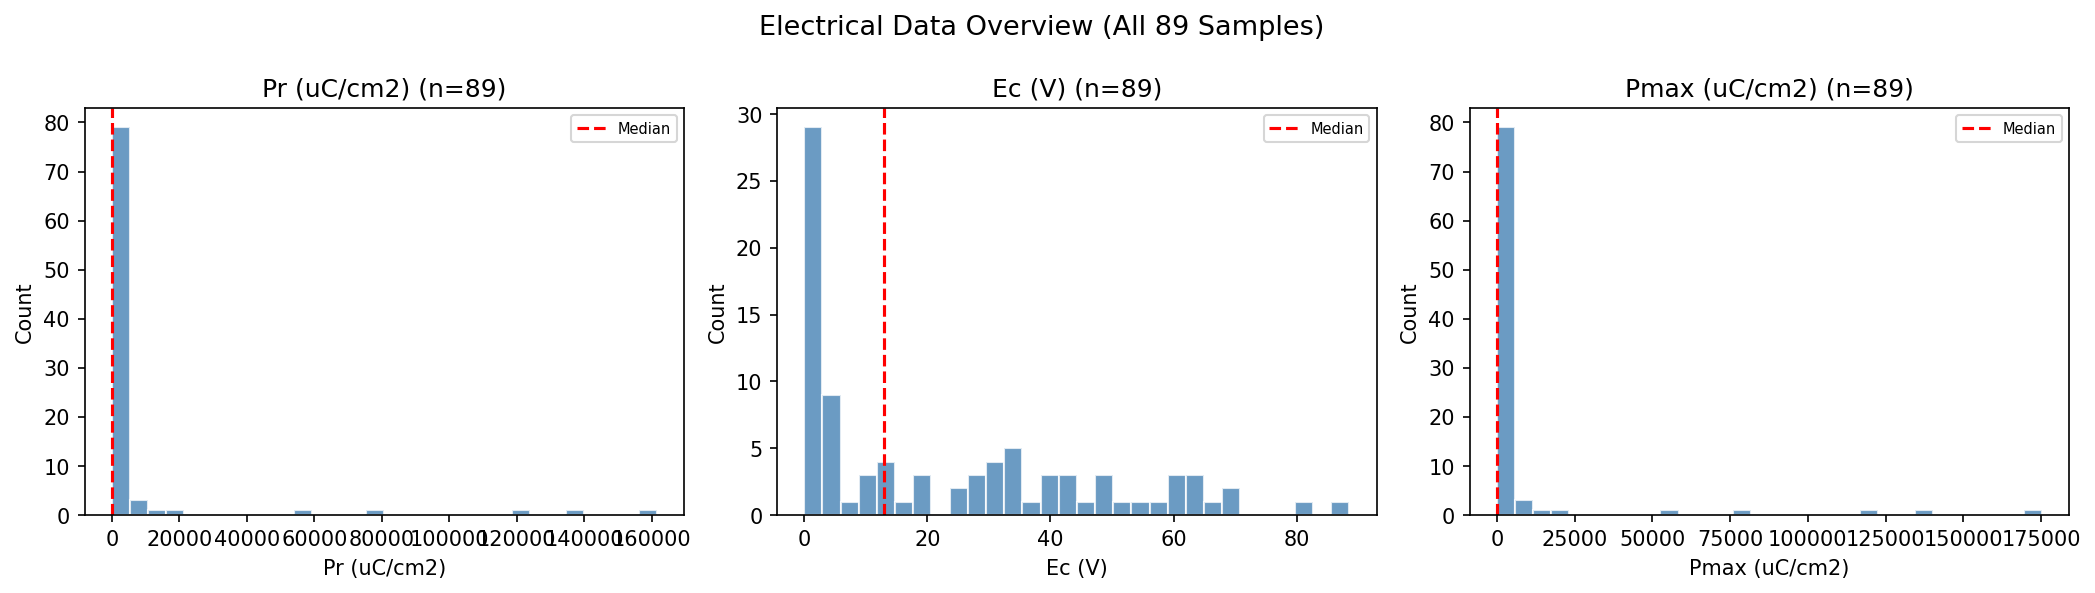 Electrical Data Overview (All 89 Samples)
Pr (uC/cm2) (n=89)
80
70
60
50
40
30
20
10
0
Count
Median
0 20000 40000 60000 80000 100000 120000 140000 160000
Pr (uC/cm2)
Ec (V) (n=89)
30
25
20
15
10
5
0
Count
Median
0 20 40 60 80
Ec (V)
Pmax (uC/cm2) (n=89)
80
70
60
50
40
30
20
10
0
Count
Median
0 25000 50000 75000 100000 125000 150000 175000
Pmax (uC/cm2)